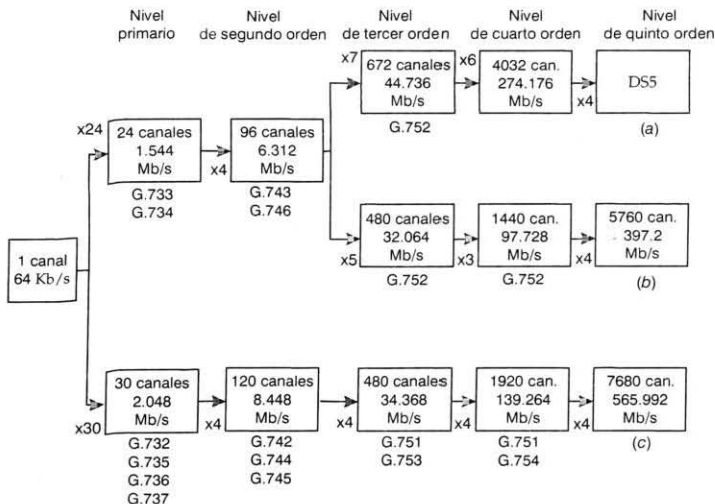 Nivel primario
Nivel de segundo orden
Nivel de tercer orden
Nivel de cuarto orden
Nivel de quinto orden
x7
672 canales
44.736
Mb/s
G.752
x6
4032 can.
274.176
Mb/s
x4
DS5
(a)
x24
24 canales
1.544
Mb/s
G.733
G.734
x4
96 canales
6.312
Mb/s
G.743
G.746
x5
480 canales
32.064
Mb/s
G.752
x3
1440 can.
97.728
Mb/s
G.752
x4
5760 can.
397.2
Mb/s
(b)
1 canal
64 Kb/s
x30
30 canales
2.048
Mb/s
G.732
G.735
G.736
G.737
x4
120 canales
8.448
Mb/s
G.742
G.744
G.745
x4
480 canales
34.368
Mb/s
G.751
G.753
x4
1920 can.
139.264
Mb/s
G.751
G.754
x4
7680 can.
565.992
Mb/s
(c)